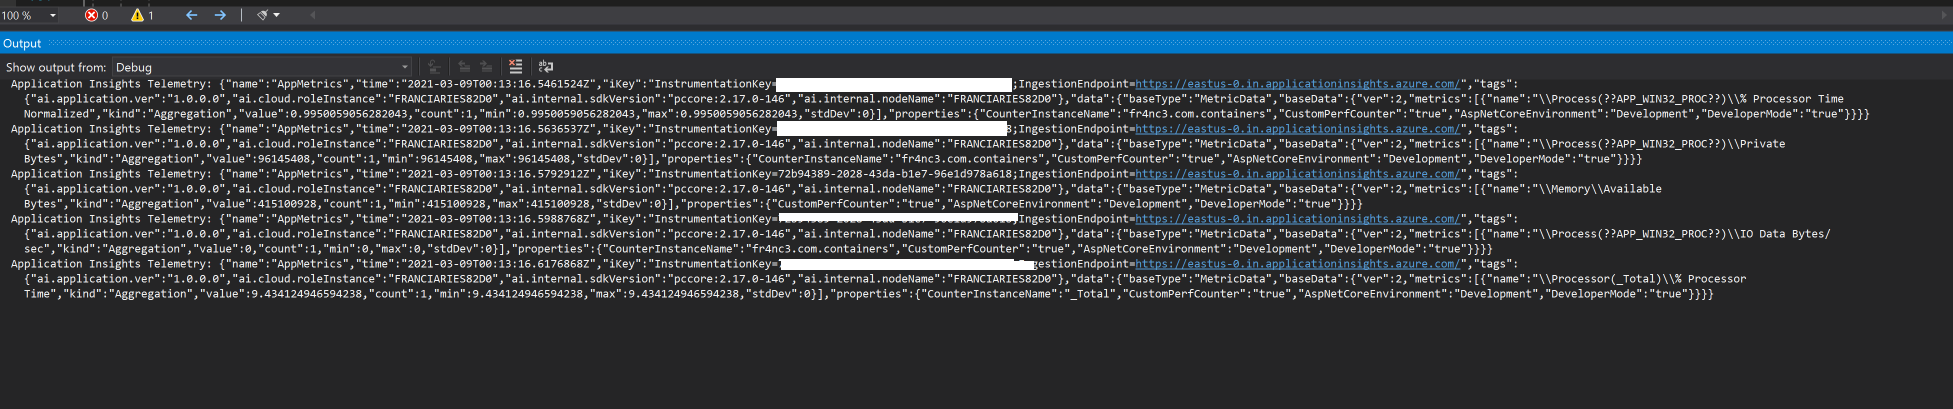 100 %
0
1
Output
Show output from: Debug
Application Insights Telemetry: {"name":"AppMetrics","time":"2021-03-09T00:13:16.5461524Z","iKey":"InstrumentationKey= ;IngestionEndpoint=https://eastus-0.in.applicationinsights.azure.com/","tags":
{"ai.application.ver":"1.0.0.0","ai.cloud.roleInstance":"FRANCIARIES82D0","ai.internal.sdkVersion":"pccore:2.17.0-146","ai.internal.nodeName":"FRANCIARIES82D0"},"data":{"baseType":"MetricData","baseData":{"ver":2,"metrics":[{"name":"\\Process(??APP_WIN32_PROC??)\\% Processor Time
Normalized","kind":"Aggregation","value":0.9950059056282043,"count":1,"min":0.9950059056282043,"max":0.9950059056282043,"stdDev":0}],"properties":{"CounterInstanceName":"fr4nc3.com.containers","CustomPerfCounter":"true","AspNetCoreEnvironment":"Development","DeveloperMode":"true"}}}}
Application Insights Telemetry: {"name":"AppMetrics","time":"2021-03-09T00:13:16.5636537Z","iKey":"InstrumentationKey= ;IngestionEndpoint=https://eastus-0.in.applicationinsights.azure.com/","tags":
{"ai.application.ver":"1.0.0.0","ai.cloud.roleInstance":"FRANCIARIES82D0","ai.internal.sdkVersion":"pccore:2.17.0-146","ai.internal.nodeName":"FRANCIARIES82D0"},"data":{"baseType":"MetricData","baseData":{"ver":2,"metrics":[{"name":"\\Process(??APP_WIN32_PROC??)\\Private
Bytes","kind":"Aggregation","value":96145408,"count":1,"min":96145408,"max":96145408,"stdDev":0}],"properties":{"CounterInstanceName":"fr4nc3.com.containers","CustomPerfCounter":"true","AspNetCoreEnvironment":"Development","DeveloperMode":"true"}}}}
Application Insights Telemetry: {"name":"AppMetrics","time":"2021-03-09T00:13:16.5792912Z","iKey":"InstrumentationKey=72b94389-2028-43da-b1e7-96e1d978a618;IngestionEndpoint=https://eastus-0.in.applicationinsights.azure.com/","tags":
{"ai.application.ver":"1.0.0.0","ai.cloud.roleInstance":"FRANCIARIES82D0","ai.internal.sdkVersion":"pccore:2.17.0-146","ai.internal.nodeName":"FRANCIARIES82D0"},"data":{"baseType":"MetricData","baseData":{"ver":2,"metrics":[{"name":"\\Memory\\Available
Bytes","kind":"Aggregation","value":415100928,"count":1,"min":415100928,"max":415100928,"stdDev":0}],"properties":{"CustomPerfCounter":"true","AspNetCoreEnvironment":"Development","DeveloperMode":"true"}}}}
Application Insights Telemetry: {"name":"AppMetrics","time":"2021-03-09T00:13:16.5988768Z","iKey":"InstrumentationKey= IngestionEndpoint=https://eastus-0.in.applicationinsights.azure.com/","tags":
{"ai.application.ver":"1.0.0.0","ai.cloud.roleInstance":"FRANCIARIES82D0","ai.internal.sdkVersion":"pccore:2.17.0-146","ai.internal.nodeName":"FRANCIARIES82D0"},"data":{"baseType":"MetricData","baseData":{"ver":2,"metrics":[{"name":"\\Process(??APP_WIN32_PROC??)\\IO Data Bytes/
sec","kind":"Aggregation","value":0,"count":1,"min":0,"max":0,"stdDev":0}],"properties":{"CounterInstanceName":"fr4nc3.com.containers","CustomPerfCounter":"true","AspNetCoreEnvironment":"Development","DeveloperMode":"true"}}}}
Application Insights Telemetry: {"name":"AppMetrics","time":"2021-03-09T00:13:16.6176868Z","iKey":"InstrumentationKey= gestionEndpoint=https://eastus-0.in.applicationinsights.azure.com/","tags":
{"ai.application.ver":"1.0.0.0","ai.cloud.roleInstance":"FRANCIARIES82D0","ai.internal.sdkVersion":"pccore:2.17.0-146","ai.internal.nodeName":"FRANCIARIES82D0"},"data":{"baseType":"MetricData","baseData":{"ver":2,"metrics":[{"name":"\\Processor(_Total)\\% Processor
Time","kind":"Aggregation","value":9.434124946594238,"count":1,"min":9.434124946594238,"max":9.434124946594238,"stdDev":0}],"properties":{"CounterInstanceName":"_Total","CustomPerfCounter":"true","AspNetCoreEnvironment":"Development","DeveloperMode":"true"}}}}